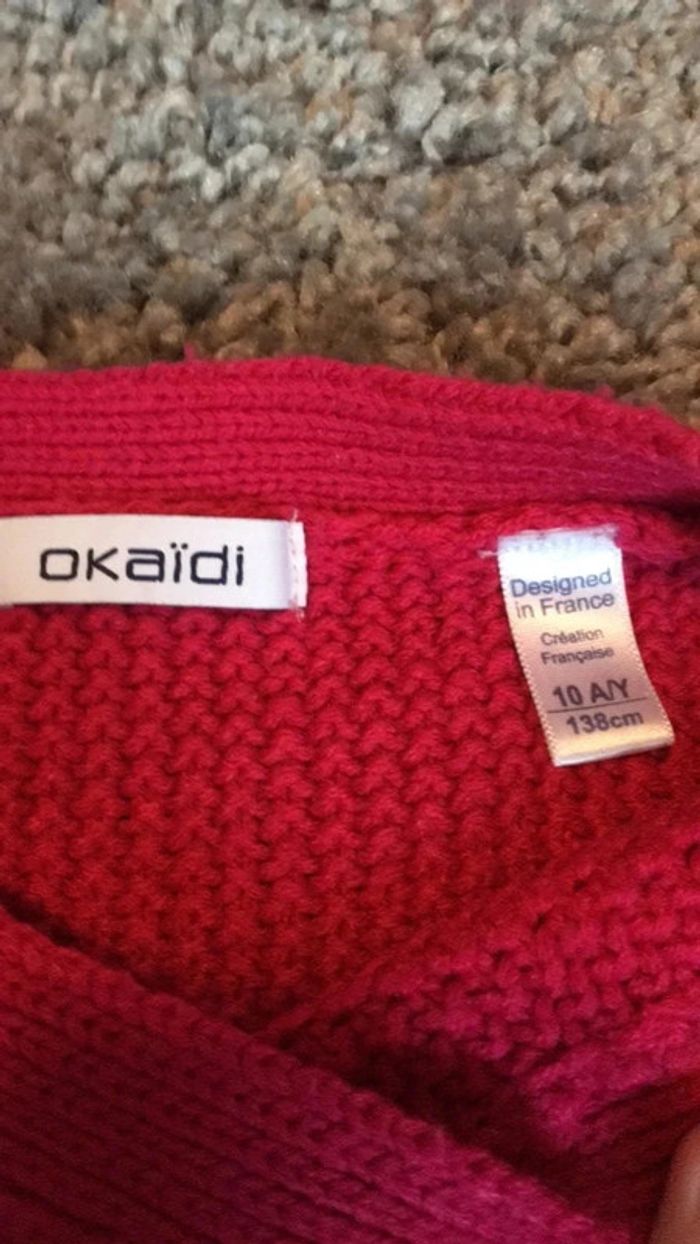 okaïdi
Designed
in France
Création
Française
10 A/Y
138cm